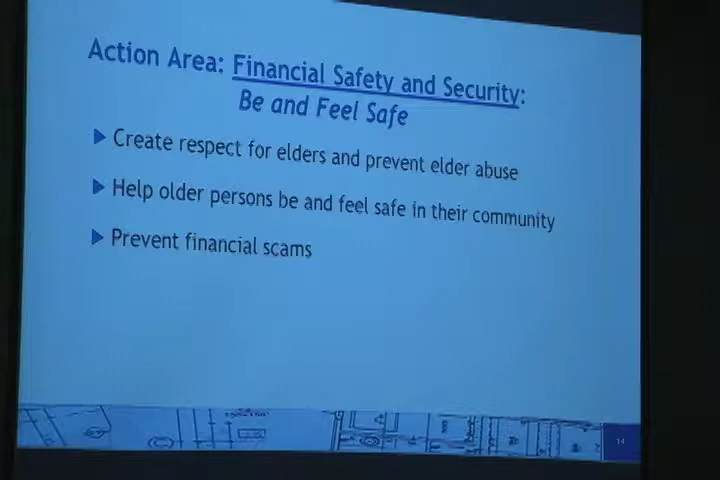 Action Area: Financial Safety and Security:
Be and Feel Safe
Create respect for elders and prevent elder abuse
Help older persons be and feel safe in their community
Prevent financial scams
14